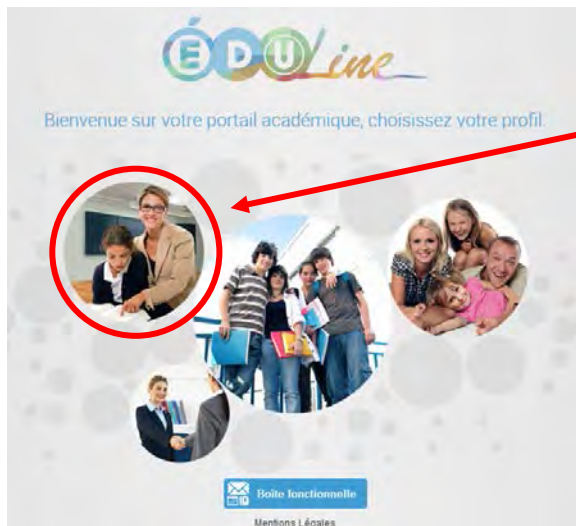 ÉDULine
Bienvenue sur votre portail académique, choisissez votre profil.
Boîte fonctionnelle
Mentions Légales